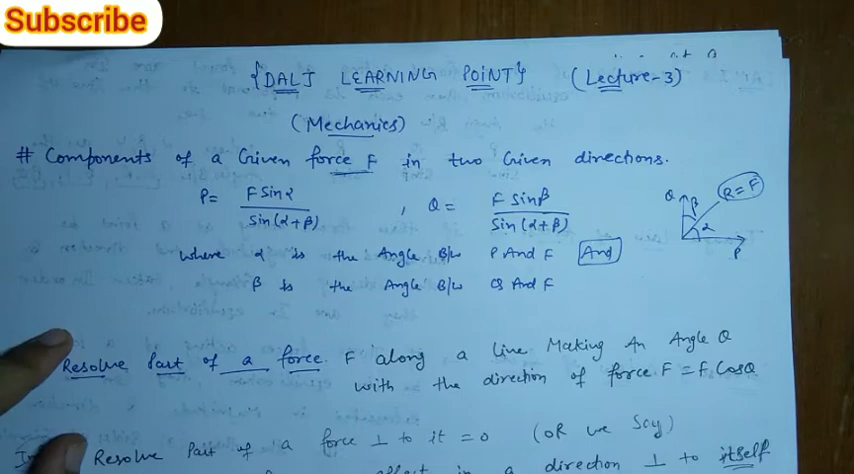 Subscribe
{DALJ LEARNING POINT} (Lecture-3)
(Mechanics)
# Components of a Given force F in two Given directions.
P= F Sin α / Sin (α+β) , Q= F Sin β / Sin (α+β)
Q β R=F α P
where α is the Angle B/w P And F And
β is the Angle B/w Q And F
Resolve Part of a force F along a line Making An Angle Q
with the direction of force F = F CosQ
Resolve Part of a force ⊥ to it = 0 (OR we Say)
effect in a direction ⊥ to itself